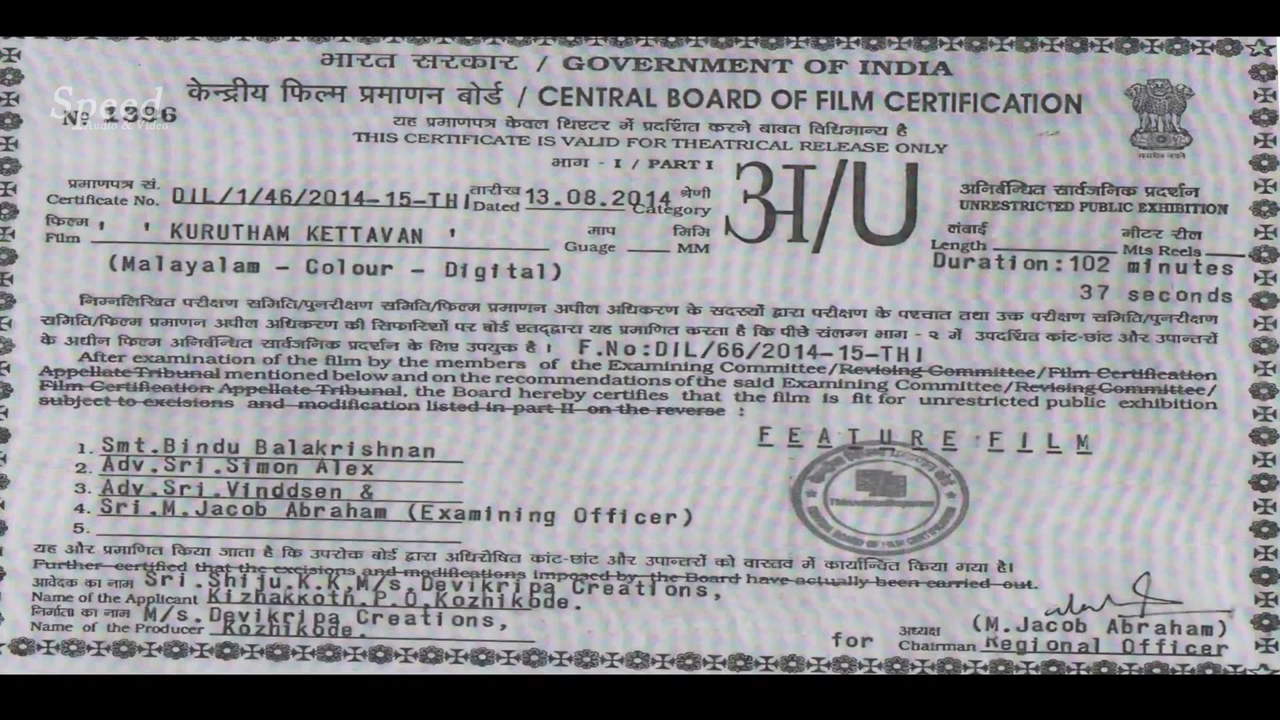 भारत सरकार / GOVERNMENT OF INDIA
केन्द्रीय फिल्म प्रमाणन बोर्ड / CENTRAL BOARD OF FILM CERTIFICATION
Speed
Audio & Video
यह प्रमाणपत्र केवल थिएटर में प्रदर्शित करने बाबत विधिमान्य है
THIS CERTIFICATE IS VALID FOR THEATRICAL RELEASE ONLY
भाग - I / PART I
प्रमाणपत्र सं. तारीख श्रेणी अ/U अनिर्बन्धित सार्वजनिक प्रदर्शन
Certificate No. DIL/1/46/2014-15-THI Dated 13.08.2014 Category UNRESTRICTED PUBLIC EXHIBITION
फिल्म माप मिमि लंबाई मीटर रील
Film ' ' KURUTHAM KETTAVAN ' Guage MM Length Mts Reels
(Malayalam - Colour - Digital) Duration:102 minutes
37 seconds
निम्नलिखित परीक्षण समिति/पुनरीक्षण समिति/फिल्म प्रमाणन अपील अधिकरण के सदस्यों द्वारा परीक्षण के पश्चात तथा उक्त परीक्षण समिति/पुनरीक्षण
समिति/फिल्म प्रमाणन अपील अधिकरण की सिफारिशों पर बोर्ड एतद्द्वारा यह प्रमाणित करता है कि पीछे संलग्न भाग - २ में उपदर्शित कांट-छांट और उपान्तरों
के अधीन फिल्म अनिर्बन्धित सार्वजनिक प्रदर्शन के लिए उपयुक्त है। F.No:DIL/66/2014-15-THI
After examination of the film by the members of the Examining Committee/Revising Committee/Film Certification
Appellate Tribunal mentioned below and on the recommendations of the said Examining Committee/Revising Committee/
Film Certification Appellate Tribunal, the Board hereby certifies that the film is fit for unrestricted public exhibition
subject to excisions and modification listed in part II on the reverse :
FEATURE FILM
1. Smt.Bindu Balakrishnan
2. Adv.Sri.Simon Alex
3. Adv.Sri.Vinddsen &
4. Sri.M.Jacob Abraham (Examining Officer)
5.
यह और प्रमाणित किया जाता है कि उपरोक्त बोर्ड द्वारा अधिरोपित कांट-छांट और उपान्तरों को वास्तव में कार्यान्वित किया गया है।
Further certified that the excisions and modifications imposed by the Board have actually been carried out.
आवेदक का नाम Sri.Shiju.K.K,M/s.Devikripa Creations,
Name of the Applicant Kizhakkoth.P.O,Kozhikode.
निर्माता का नाम M/s.Devikripa Creations,
Name of the Producer Kozhikode.
अध्यक्ष (M.Jacob Abraham)
for Chairman Regional Officer